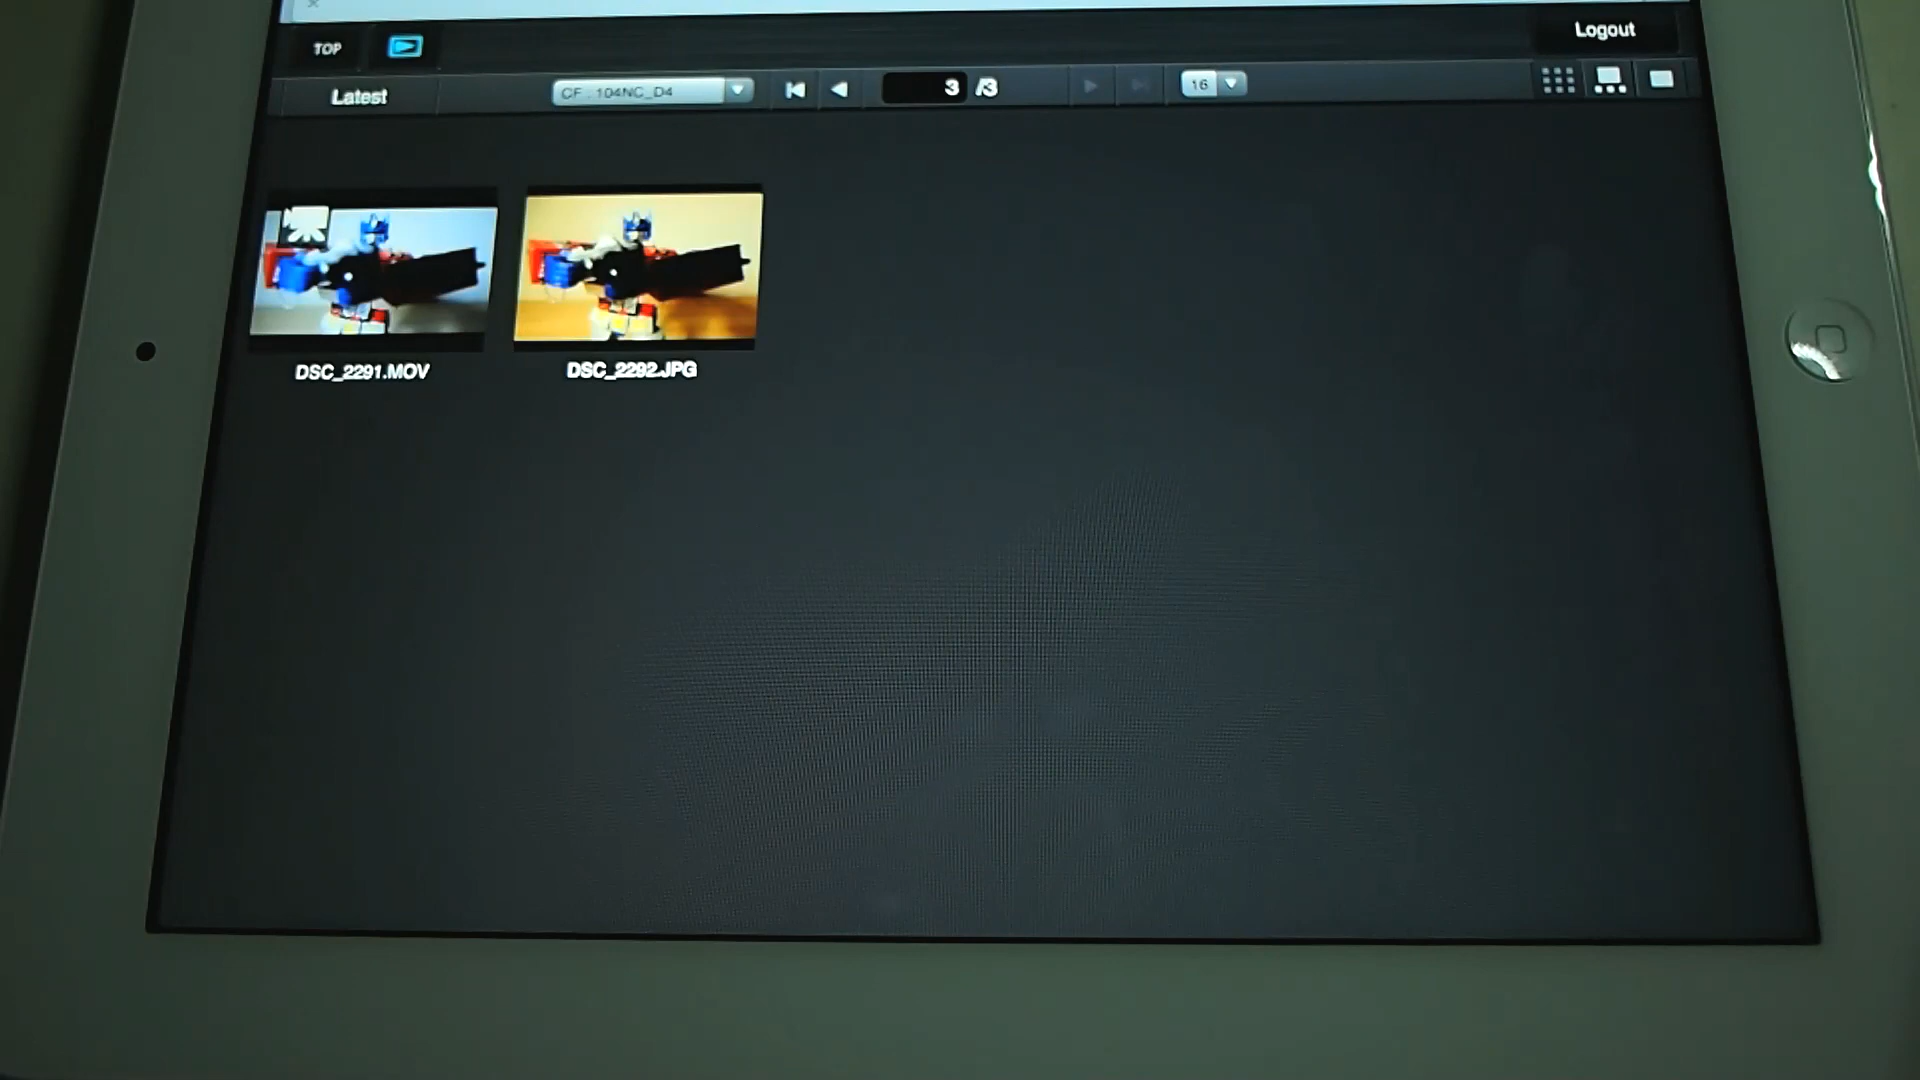 TOP
Logout
Latest
CF : 104NC_D4
3 /3
16
DSC_2291.MOV
DSC_2292.JPG